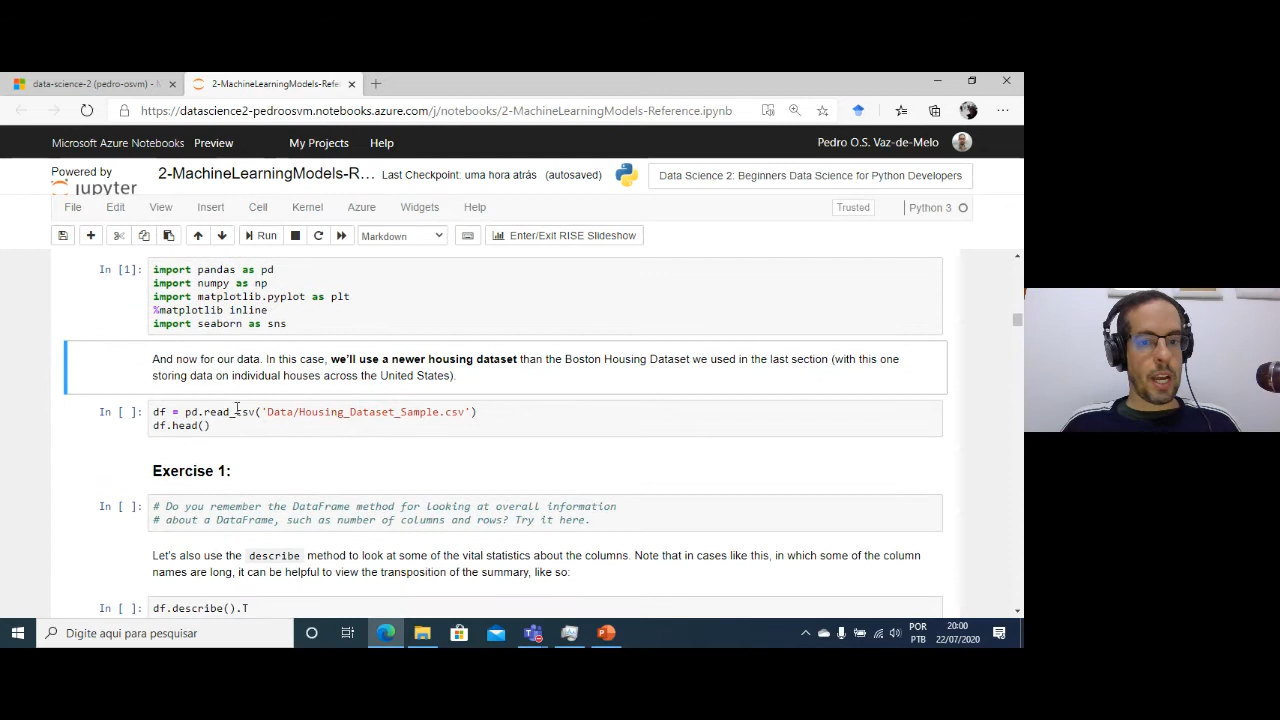 data-science-2 (pedro-osvm) - N
2-MachineLearningModels-Refe
https://datascience2-pedroosvm.notebooks.azure.com/j/notebooks/2-MachineLearningModels-Reference.ipynb
Microsoft Azure Notebooks Preview My Projects Help Pedro O.S. Vaz-de-Melo
Powered by
jupyter 2-MachineLearningModels-R... Last Checkpoint: uma hora atrás (autosaved) Data Science 2: Beginners Data Science for Python Developers
File Edit View Insert Cell Kernel Azure Widgets Help Trusted Python 3
Run Markdown Enter/Exit RISE Slideshow
In [1]: import pandas as pd
import numpy as np
import matplotlib.pyplot as plt
%matplotlib inline
import seaborn as sns
And now for our data. In this case, we'll use a newer housing dataset than the Boston Housing Dataset we used in the last section (with this one
storing data on individual houses across the United States).
In [ ]: df = pd.read_csv('Data/Housing_Dataset_Sample.csv')
df.head()
Exercise 1:
In [ ]: # Do you remember the DataFrame method for looking at overall information
# about a DataFrame, such as number of columns and rows? Try it here.
Let's also use the describe method to look at some of the vital statistics about the columns. Note that in cases like this, in which some of the column
names are long, it can be helpful to view the transposition of the summary, like so:
In [ ]: df.describe().T
Digite aqui para pesquisar
POR
PTB
20:00
22/07/2020